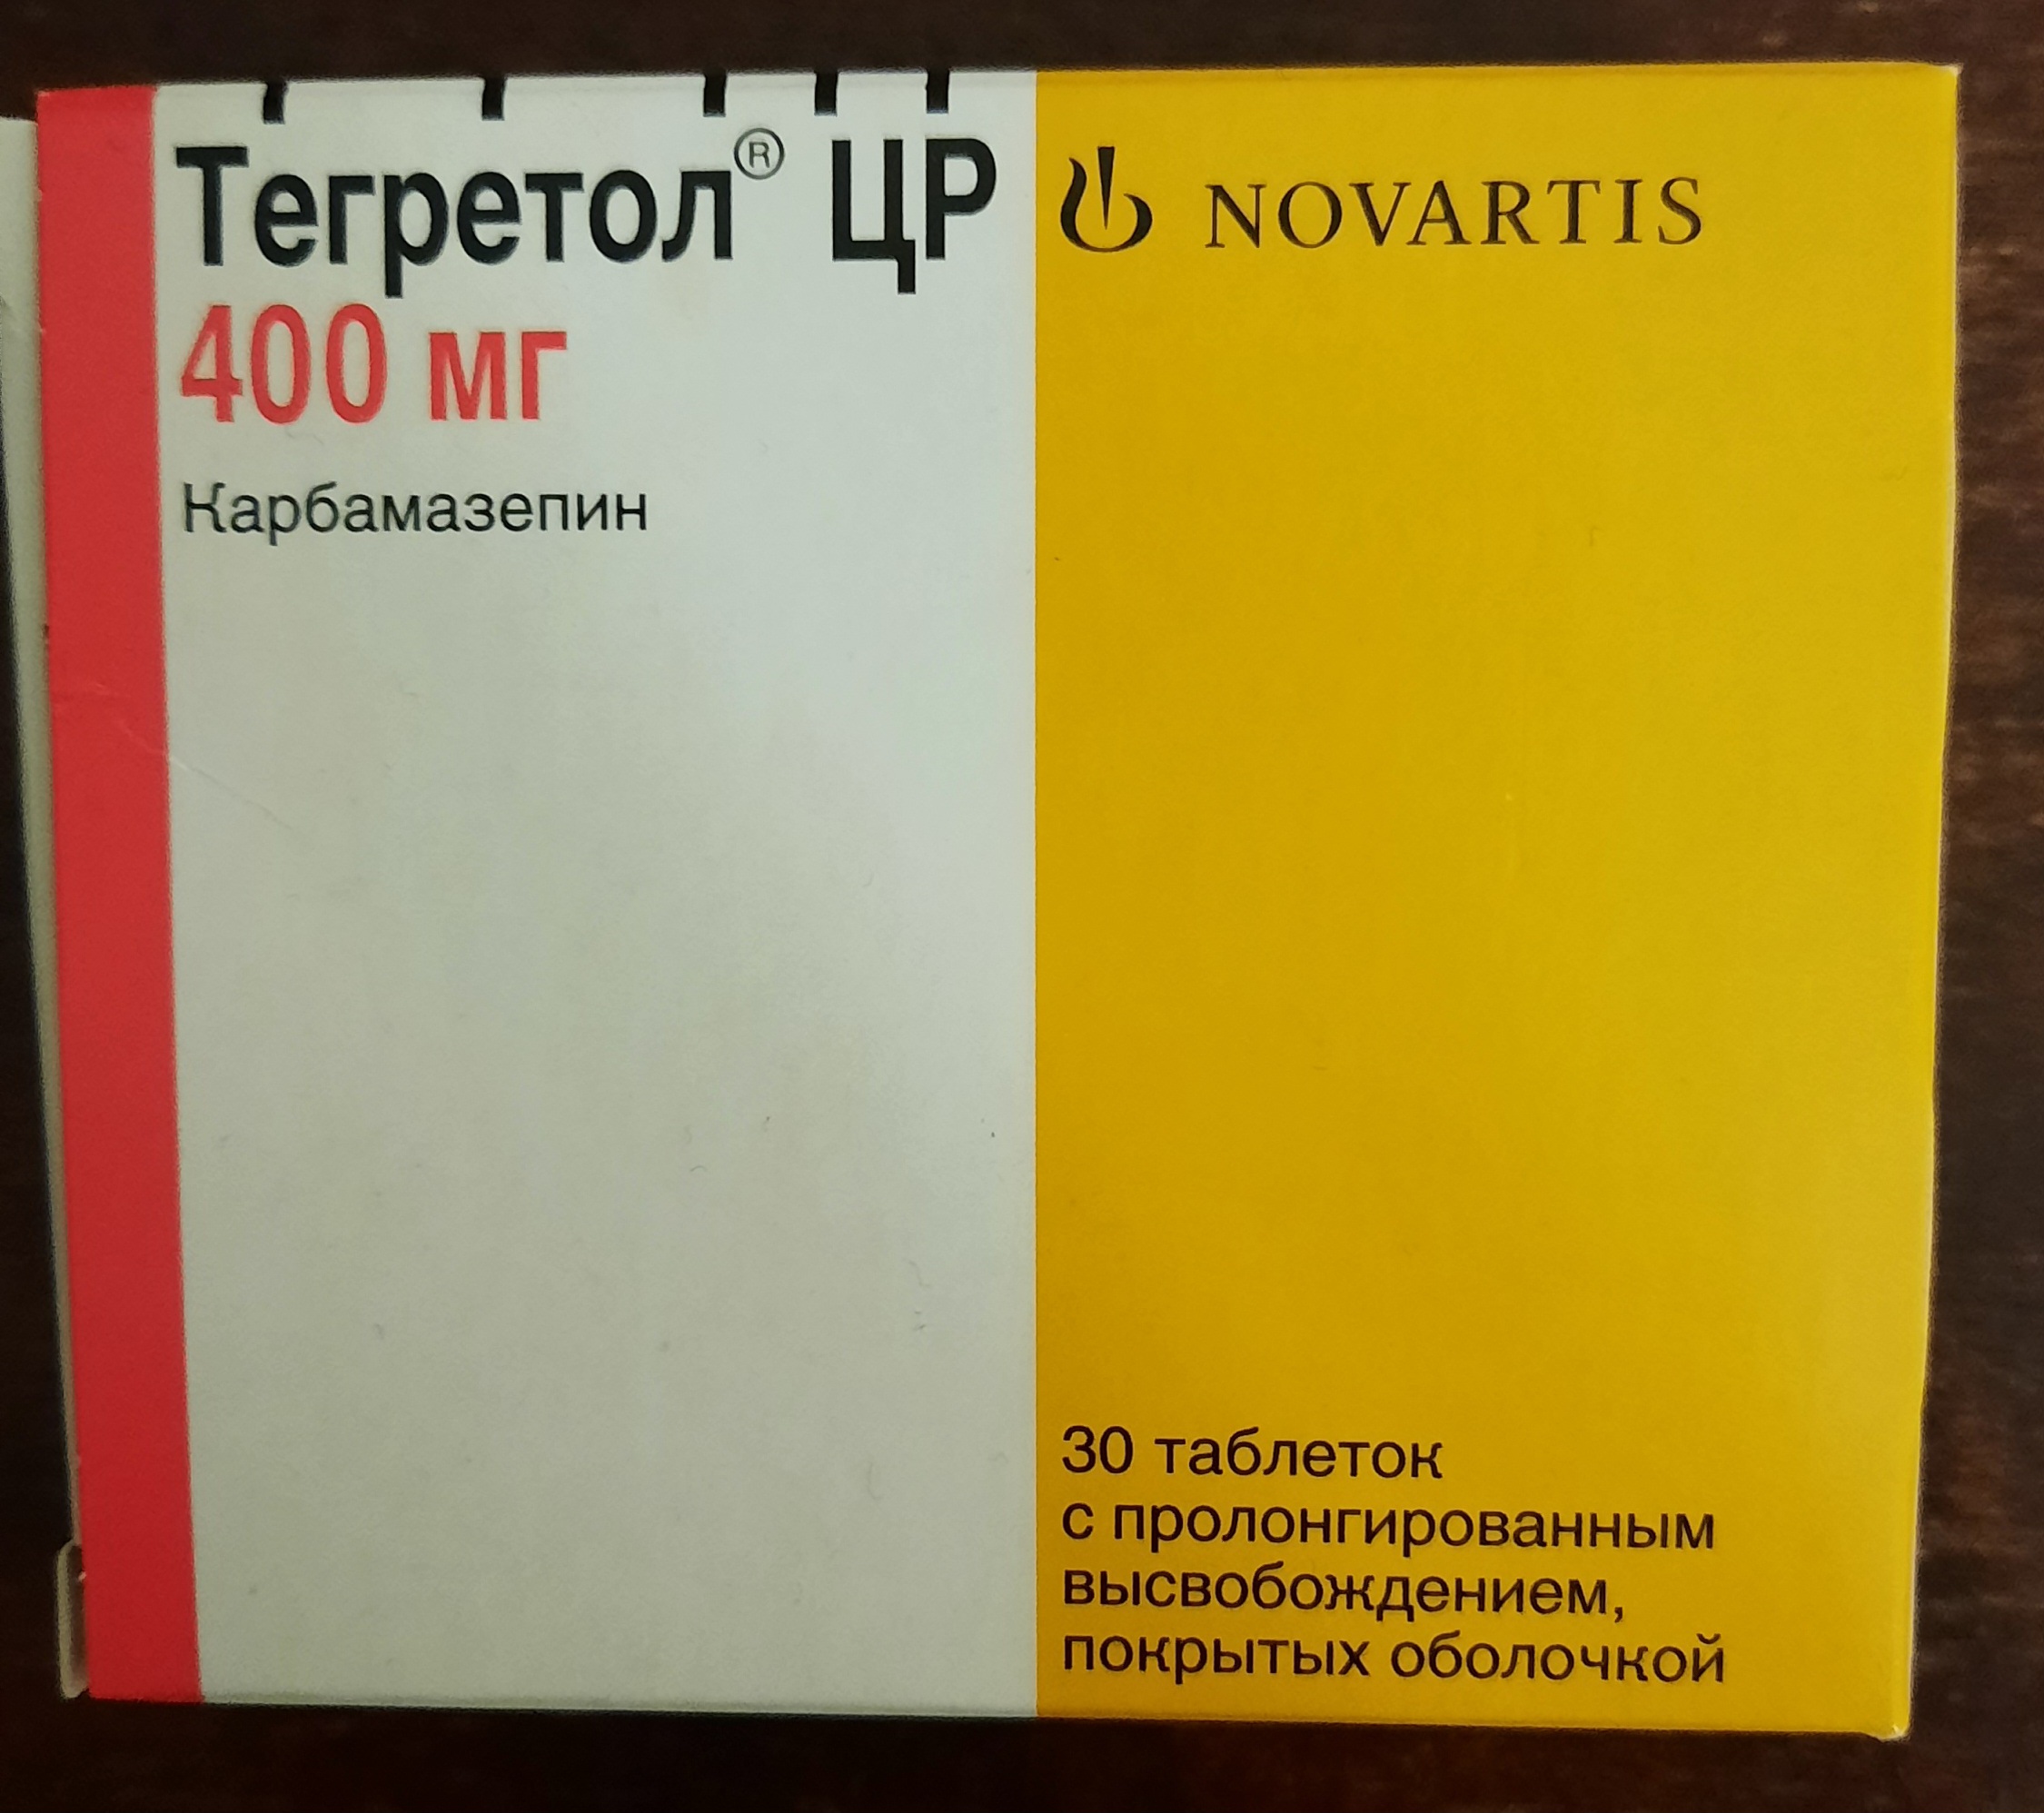 Тегретол® ЦР
400 мг
Карбамазепин
NOVARTIS
30 таблеток
с пролонгированным
высвобождением,
покрытых оболочкой